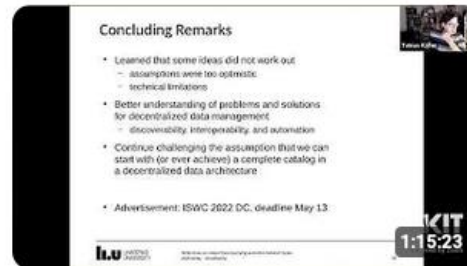 Concluding Remarks
• Learned that some ideas did not work out
– assumptions were too optimistic
– technical limitations
• Better understanding of problems and solutions
for decentralized data management
– discoverability, interoperability, and automation
• Continue challenging the assumption that we can
start with (or ever achieve) a complete catalog in
a decentralized data architecture
• Advertisement: ISWC 2022 DC, deadline May 13
LINKÖPING
UNIVERSITY
KIT
1:15:23